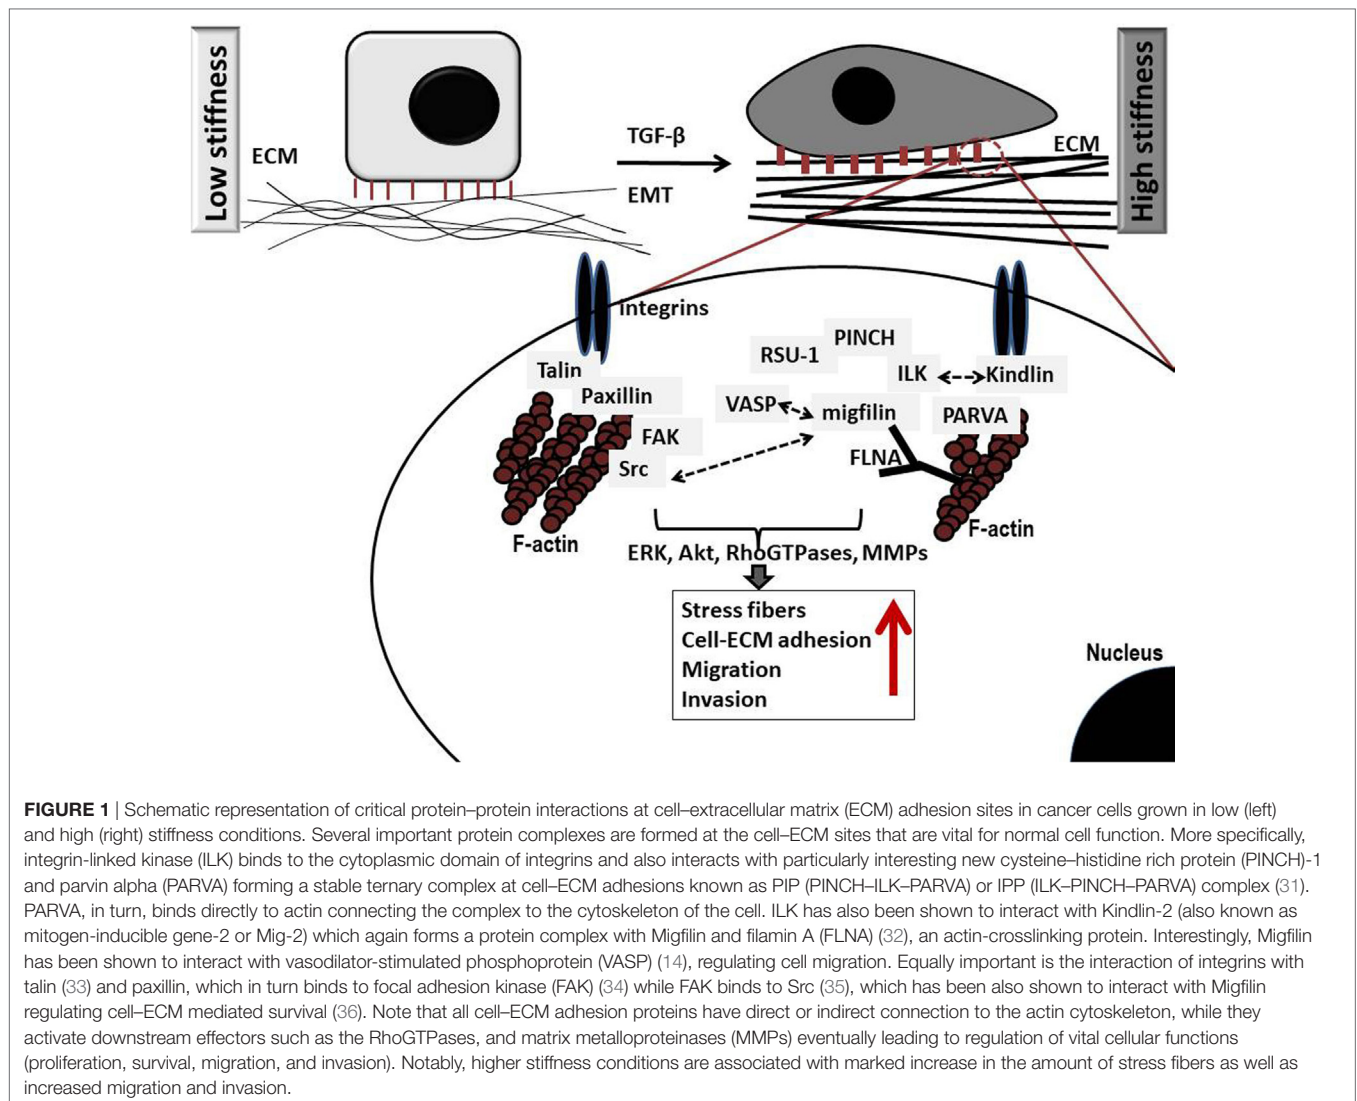 Low stiffness
ECM
TGF-β
EMT
ECM
High stiffness
integrins
PINCH
RSU-1
Talin
ILK
Kindlin
Paxillin
VASP
migfilin
PARVA
FAK
FLNA
Src
F-actin
F-actin
ERK, Akt, RhoGTPases, MMPs
Stress fibers
Cell-ECM adhesion
Migration
Invasion
Nucleus
FIGURE 1 | Schematic representation of critical protein–protein interactions at cell–extracellular matrix (ECM) adhesion sites in cancer cells grown in low (left)
and high (right) stiffness conditions. Several important protein complexes are formed at the cell–ECM sites that are vital for normal cell function. More specifically,
integrin-linked kinase (ILK) binds to the cytoplasmic domain of integrins and also interacts with particularly interesting new cysteine–histidine rich protein (PINCH)-1
and parvin alpha (PARVA) forming a stable ternary complex at cell–ECM adhesions known as PIP (PINCH–ILK–PARVA) or IPP (ILK–PINCH–PARVA) complex (31).
PARVA, in turn, binds directly to actin connecting the complex to the cytoskeleton of the cell. ILK has also been shown to interact with Kindlin-2 (also known as
mitogen-inducible gene-2 or Mig-2) which again forms a protein complex with Migfilin and filamin A (FLNA) (32), an actin-crosslinking protein. Interestingly, Migfilin
has been shown to interact with vasodilator-stimulated phosphoprotein (VASP) (14), regulating cell migration. Equally important is the interaction of integrins with
talin (33) and paxillin, which in turn binds to focal adhesion kinase (FAK) (34) while FAK binds to Src (35), which has been also shown to interact with Migfilin
regulating cell–ECM mediated survival (36). Note that all cell–ECM adhesion proteins have direct or indirect connection to the actin cytoskeleton, while they
activate downstream effectors such as the RhoGTPases, and matrix metalloproteinases (MMPs) eventually leading to regulation of vital cellular functions
(proliferation, survival, migration, and invasion). Notably, higher stiffness conditions are associated with marked increase in the amount of stress fibers as well as
increased migration and invasion.